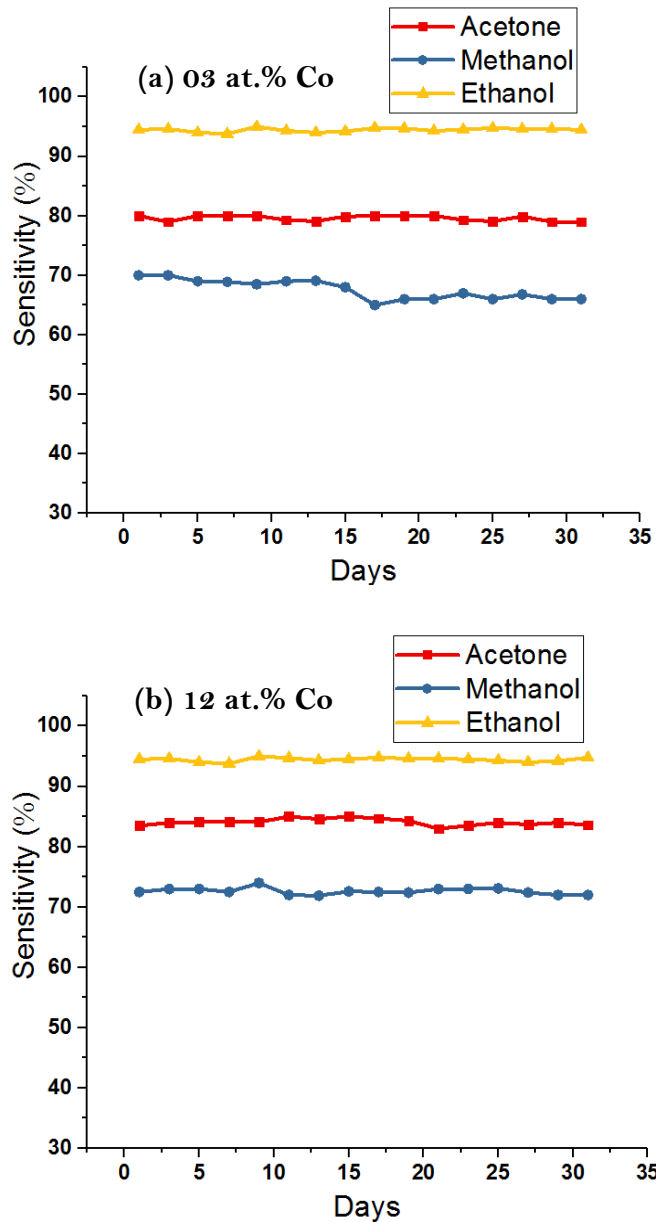 Acetone
Methanol
Ethanol
(a) 03 at.% Co
100
90
80
70
60
50
40
30
Sensitivity (%)
0 5 10 15 20 25 30 35
Days
Acetone
Methanol
Ethanol
(b) 12 at.% Co
100
90
80
70
60
50
40
30
Sensitivity (%)
0 5 10 15 20 25 30 35
Days